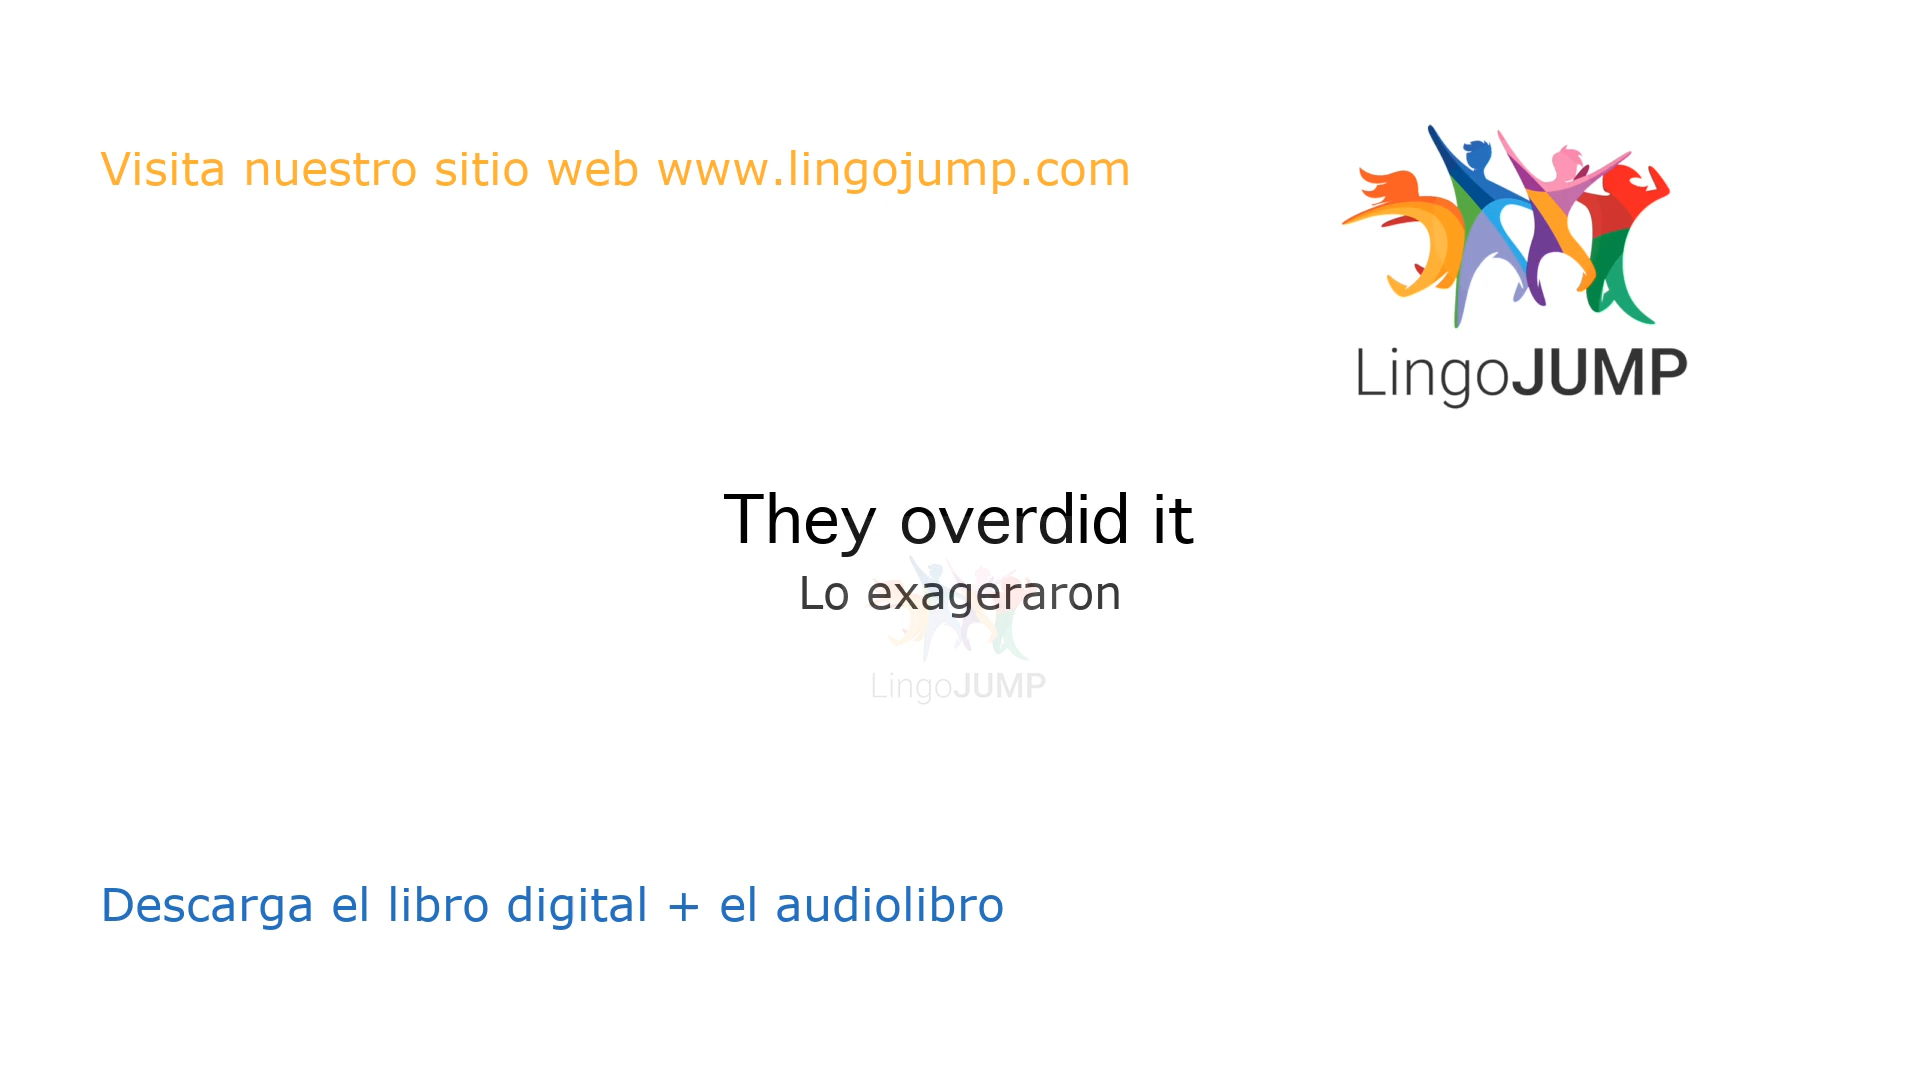 Visita nuestro sitio web www.lingojump.com
LingoJUMP
They overdid it
Lo exageraron
LingoJUMP
Descarga el libro digital + el audiolibro